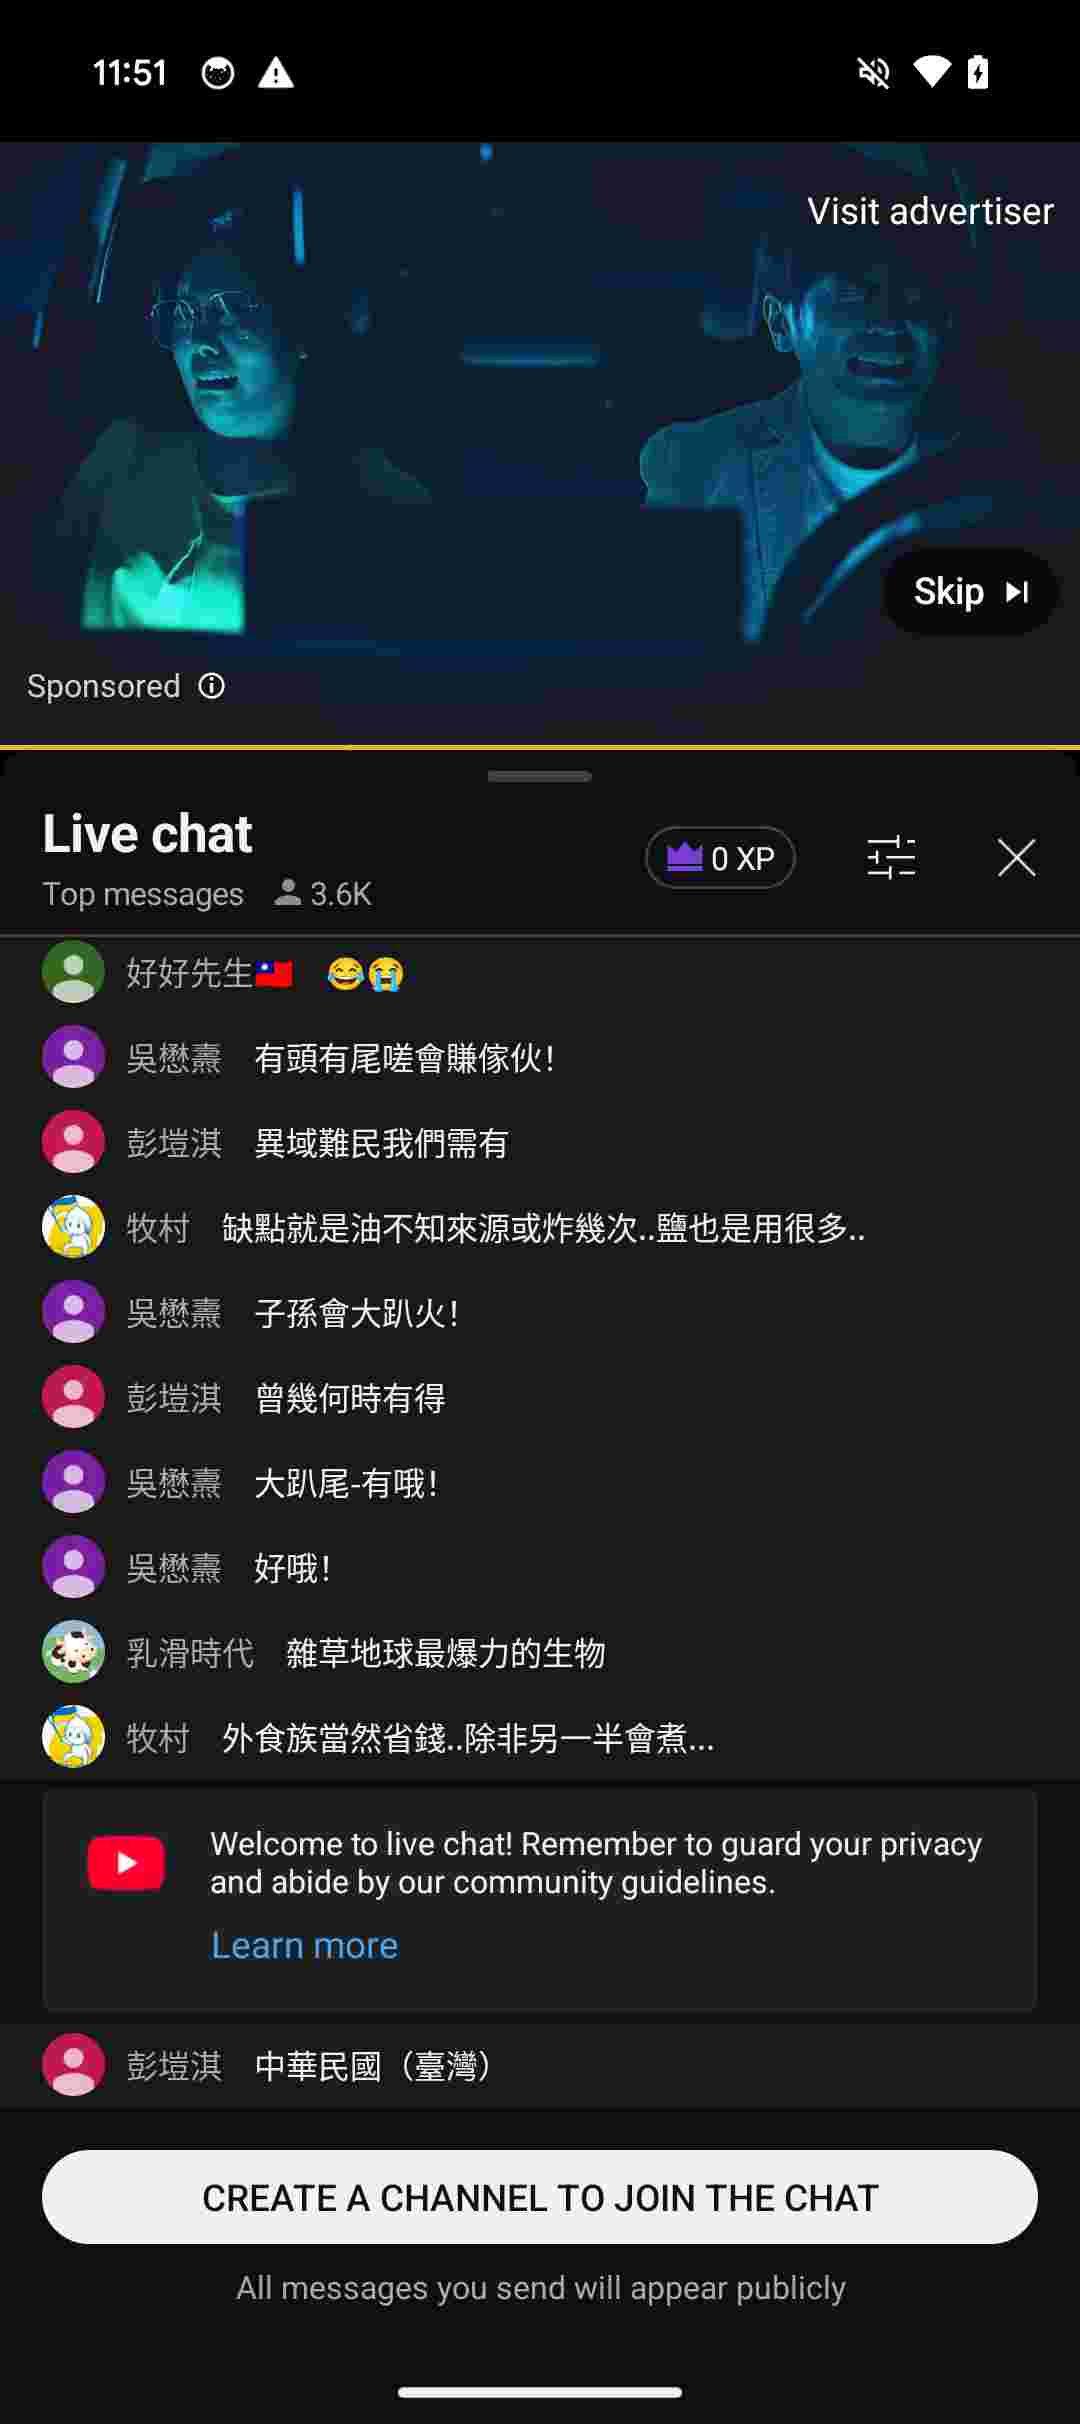 11:51
Visit advertiser
Skip
Sponsored
Live chat
Top messages 3.6K
0 XP
好好先生🇹🇼 😂😭
吳懋燾 有頭有尾嗟會賺傢伙!
彭塏淇 異域難民我們需有
牧村 缺點就是油不知來源或炸幾次..鹽也是用很多..
吳懋燾 子孫會大趴火!
彭塏淇 曾幾何時有得
吳懋燾 大趴尾-有哦!
吳懋燾 好哦!
乳滑時代 雜草地球最爆力的生物
牧村 外食族當然省錢..除非另一半會煮...
Welcome to live chat! Remember to guard your privacy
and abide by our community guidelines.
Learn more
彭塏淇 中華民國（臺灣）
CREATE A CHANNEL TO JOIN THE CHAT
All messages you send will appear publicly